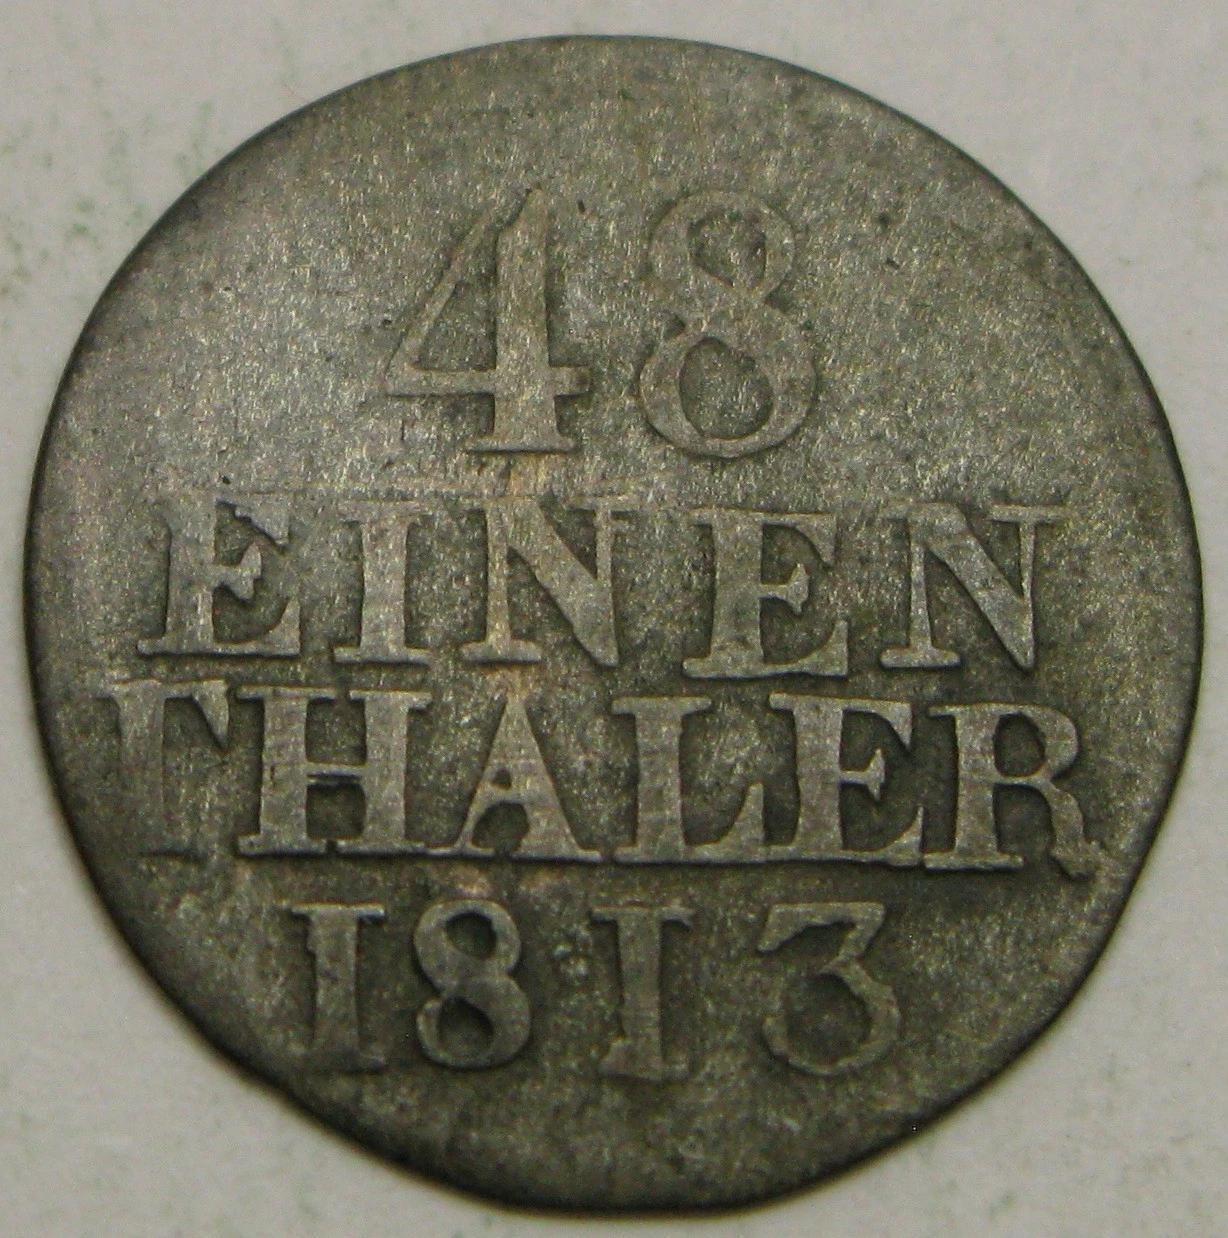 48
EINEN
THALER
1813